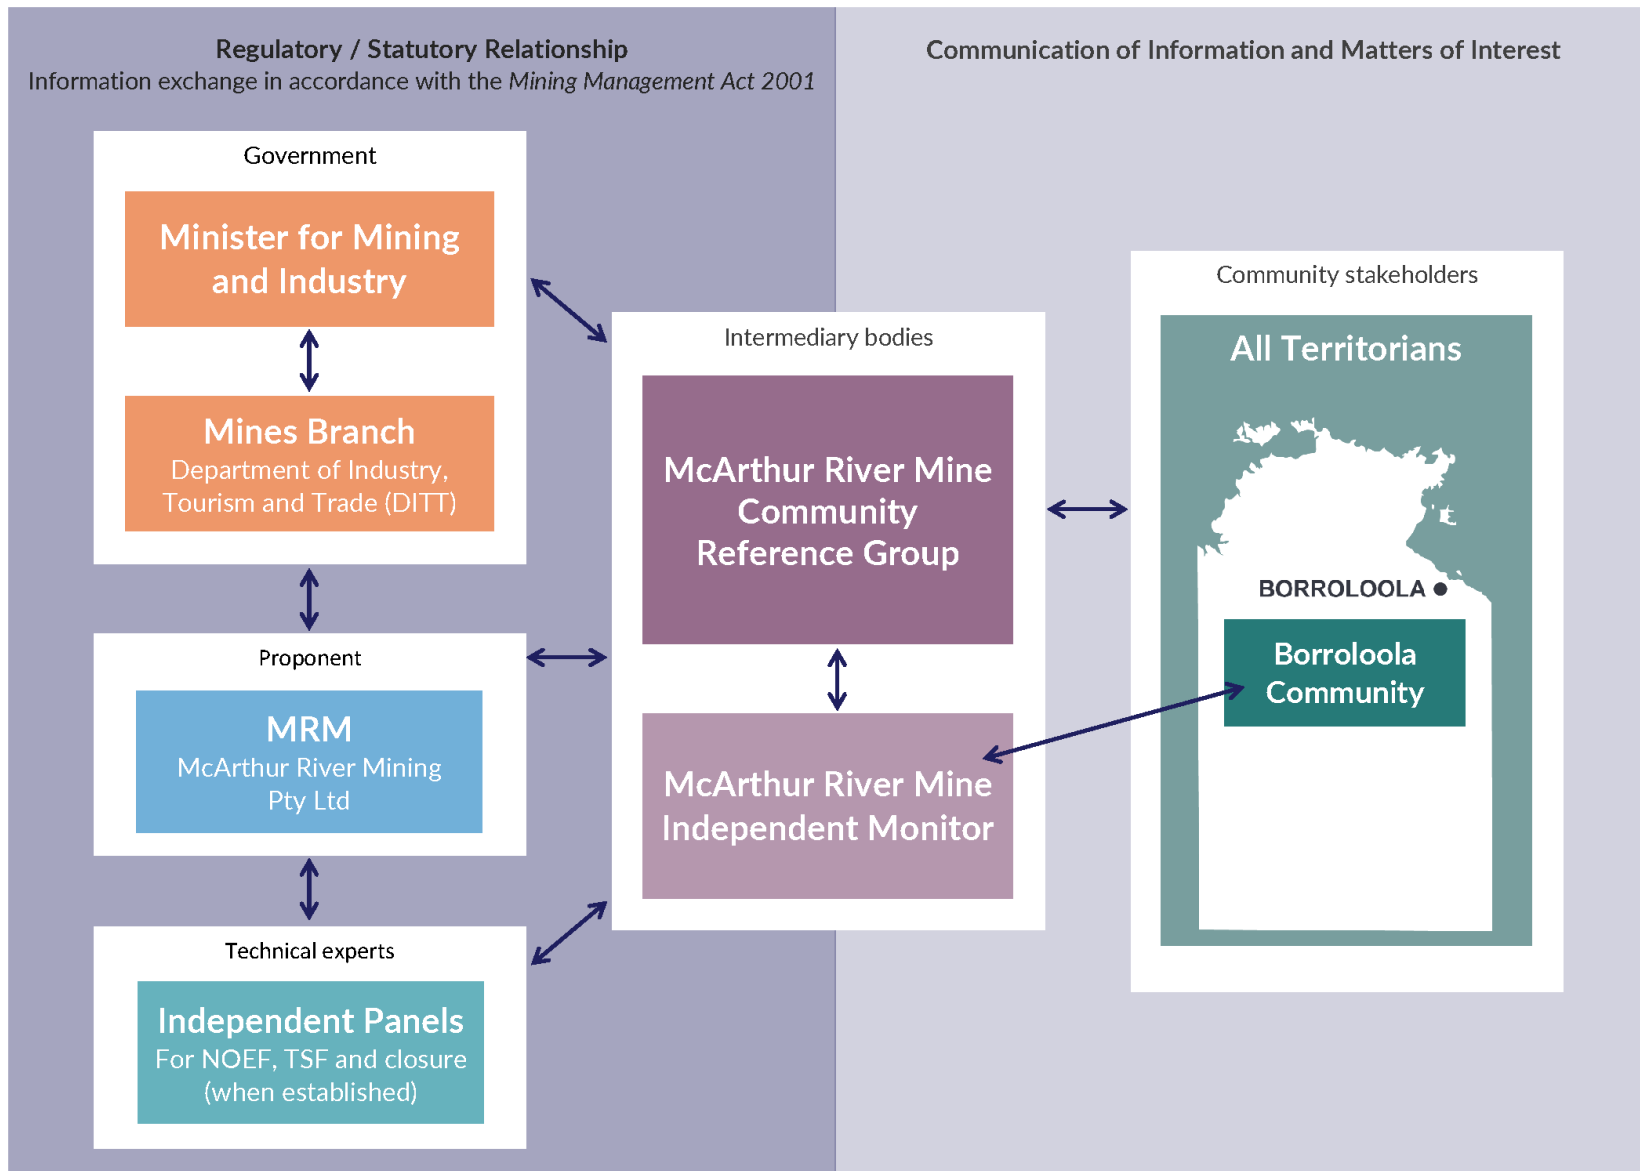 Regulatory / Statutory Relationship
Information exchange in accordance with the Mining Management Act 2001
Communication of Information and Matters of Interest
Government
Minister for Mining
and Industry
Mines Branch
Department of Industry,
Tourism and Trade (DITT)
Proponent
MRM
McArthur River Mining
Pty Ltd
Technical experts
Independent Panels
For NOEF, TSF and closure
(when established)
Intermediary bodies
McArthur River Mine
Community
Reference Group
McArthur River Mine
Independent Monitor
Community stakeholders
All Territorians
BORROLOOLA
Borroloola
Community